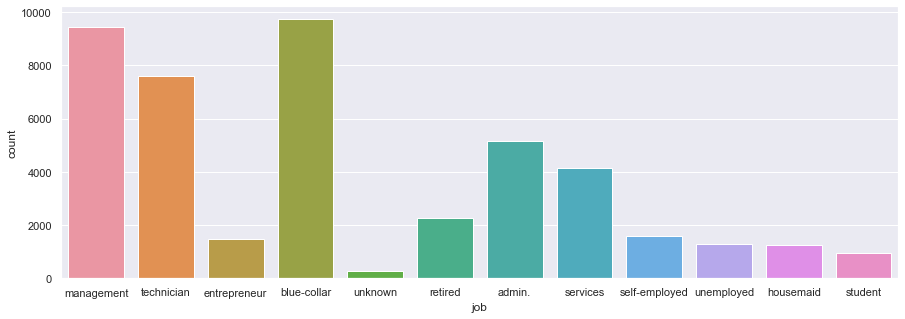 10000
8000
6000
4000
2000
0
count
management technician entrepreneur blue-collar unknown retired admin. services self-employed unemployed housemaid student
job